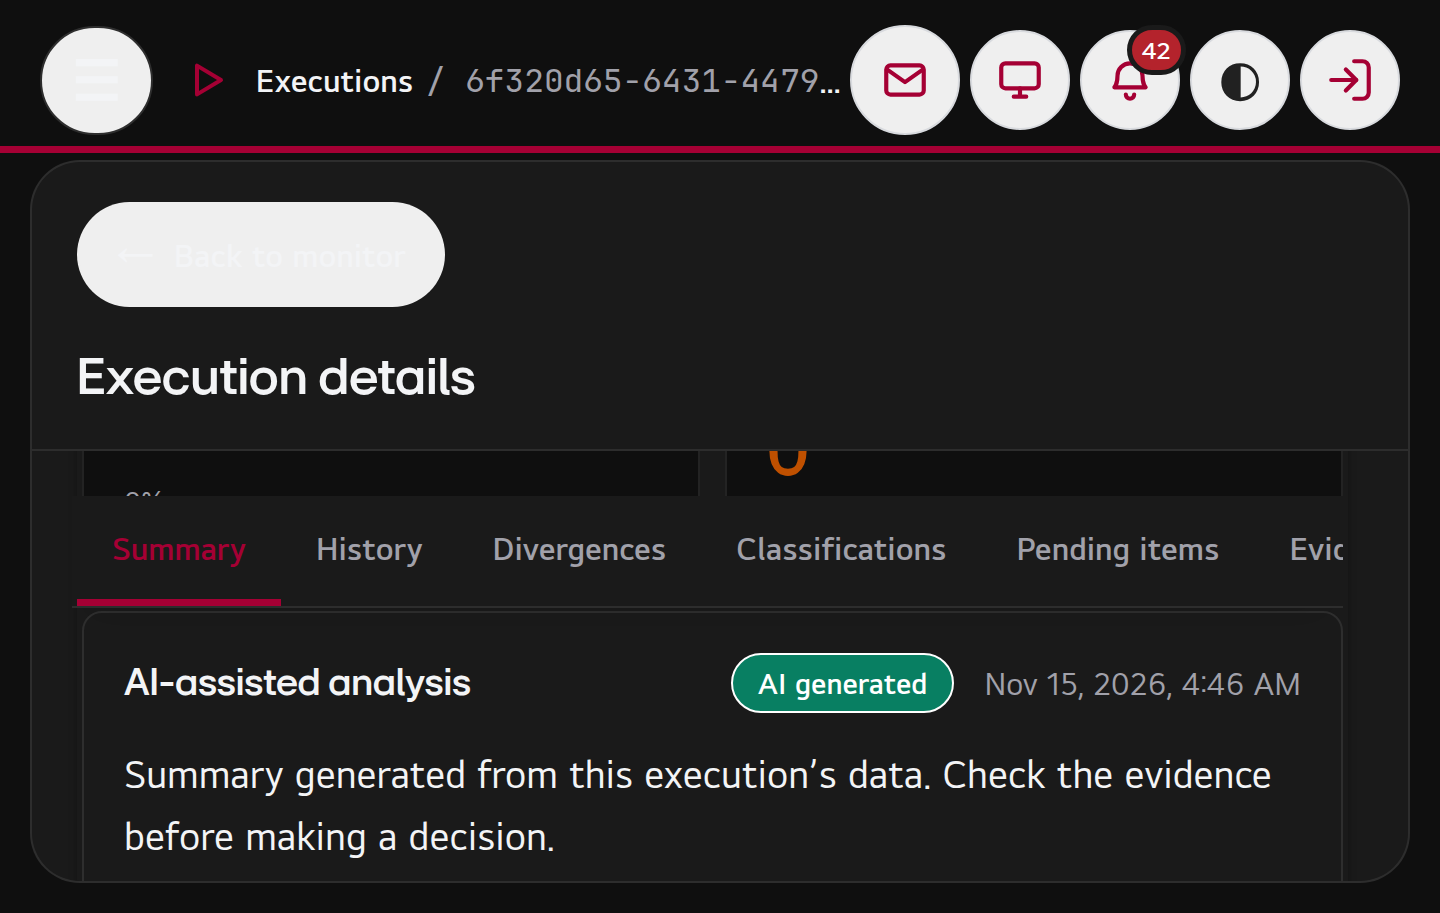 Executions / 6f320d65-6431-4479…
42
← Back to monitor
Execution details
Summary History Divergences Classifications Pending items
AI-assisted analysis AI generated Nov 15, 2026, 4:46 AM
Summary generated from this execution’s data. Check the evidence
before making a decision.